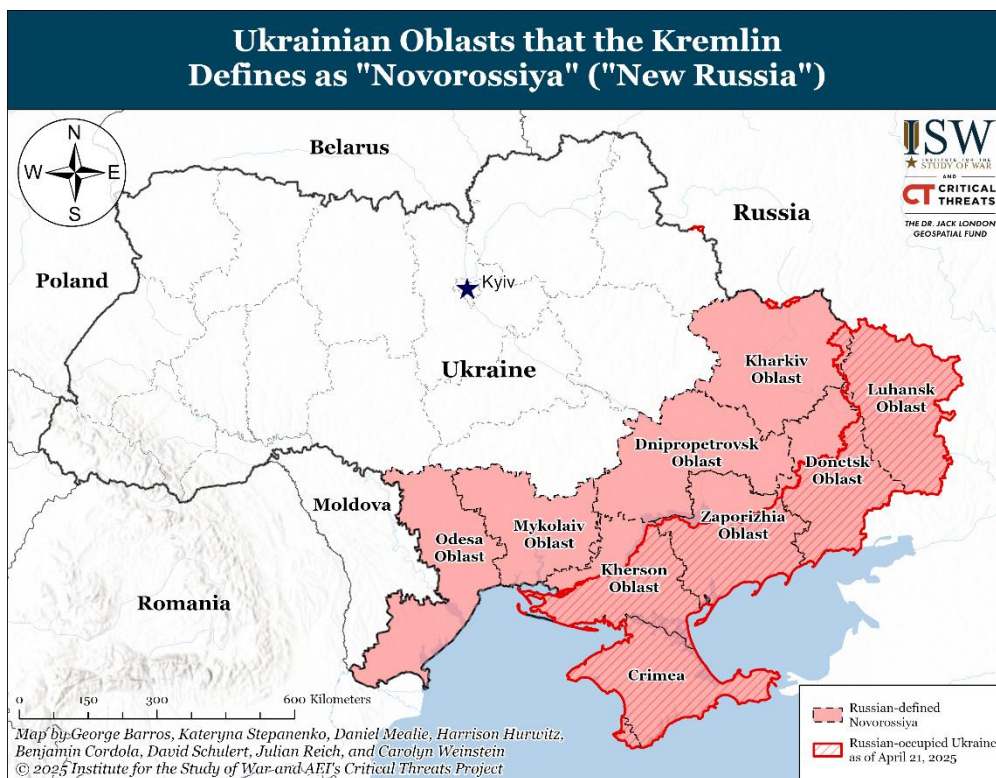 Ukrainian Oblasts that the Kremlin
Defines as "Novorossiya" ("New Russia")
N
W
E
S
Belarus
ISW
INSTITUTE FOR THE
STUDY OF WAR
AND
CT CRITICAL
THREATS
THE DR. JACK LONDON
GEOSPATIAL FUND
Russia
Poland
Kyiv
Ukraine
Kharkiv
Oblast
Luhansk
Oblast
Dnipropetrovsk
Oblast
Donetsk
Oblast
Moldova
Odesa
Oblast
Mykolaiv
Oblast
Zaporizhia
Oblast
Kherson
Oblast
Romania
Crimea
0 150 300 600 Kilometers
Map by George Barros, Kateryna Stepanenko, Daniel Mealie, Harrison Hurwitz,
Benjamin Cordola, David Schulert, Julian Reich, and Carolyn Weinstein
© 2025 Institute for the Study of War and AEI's Critical Threats Project
Russian-defined
Novorossiya
Russian-occupied Ukraine
as of April 21, 2025